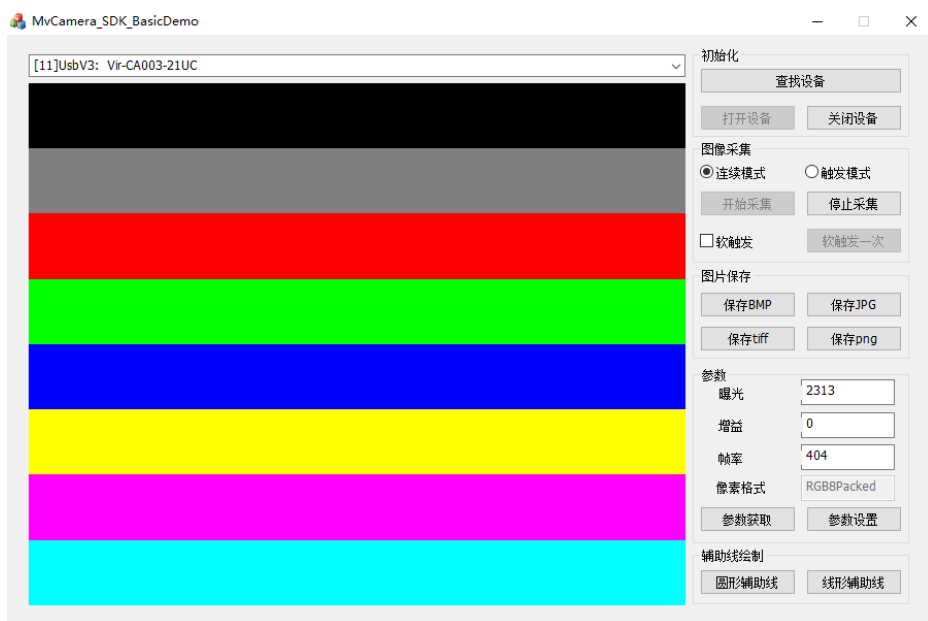 MvCamera_SDK_BasicDemo
[11]UsbV3: Vir-CA003-21UC
初始化
查找设备
打开设备 关闭设备
图像采集
连续模式 触发模式
开始采集 停止采集
软触发 软触发一次
图片保存
保存BMP 保存JPG
保存tiff 保存png
参数
曝光 2313
增益 0
帧率 404
像素格式 RGB8Packed
参数获取 参数设置
辅助线绘制
圆形辅助线 线形辅助线